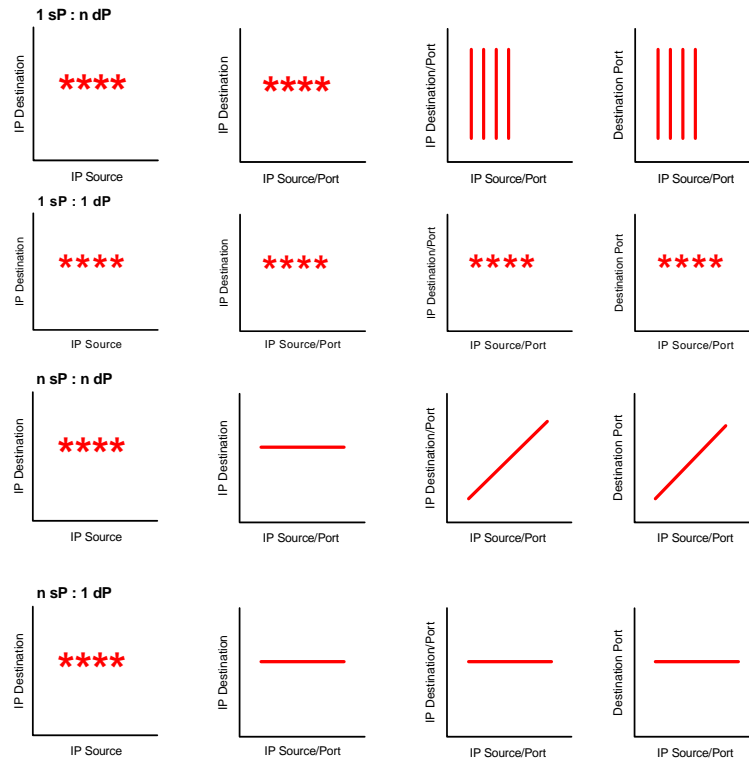 1 sP : n dP
IP Destination
****
IP Source
IP Destination
****
IP Source/Port
IP Destination/Port
IP Source/Port
Destination Port
IP Source/Port
1 sP : 1 dP
IP Destination
****
IP Source
IP Destination
****
IP Source/Port
IP Destination/Port
****
IP Source/Port
Destination Port
****
IP Source/Port
n sP : n dP
IP Destination
****
IP Source
IP Destination
IP Source/Port
IP Destination/Port
IP Source/Port
Destination Port
IP Source/Port
n sP : 1 dP
IP Destination
****
IP Source
IP Destination
IP Source/Port
IP Destination/Port
IP Source/Port
Destination Port
IP Source/Port